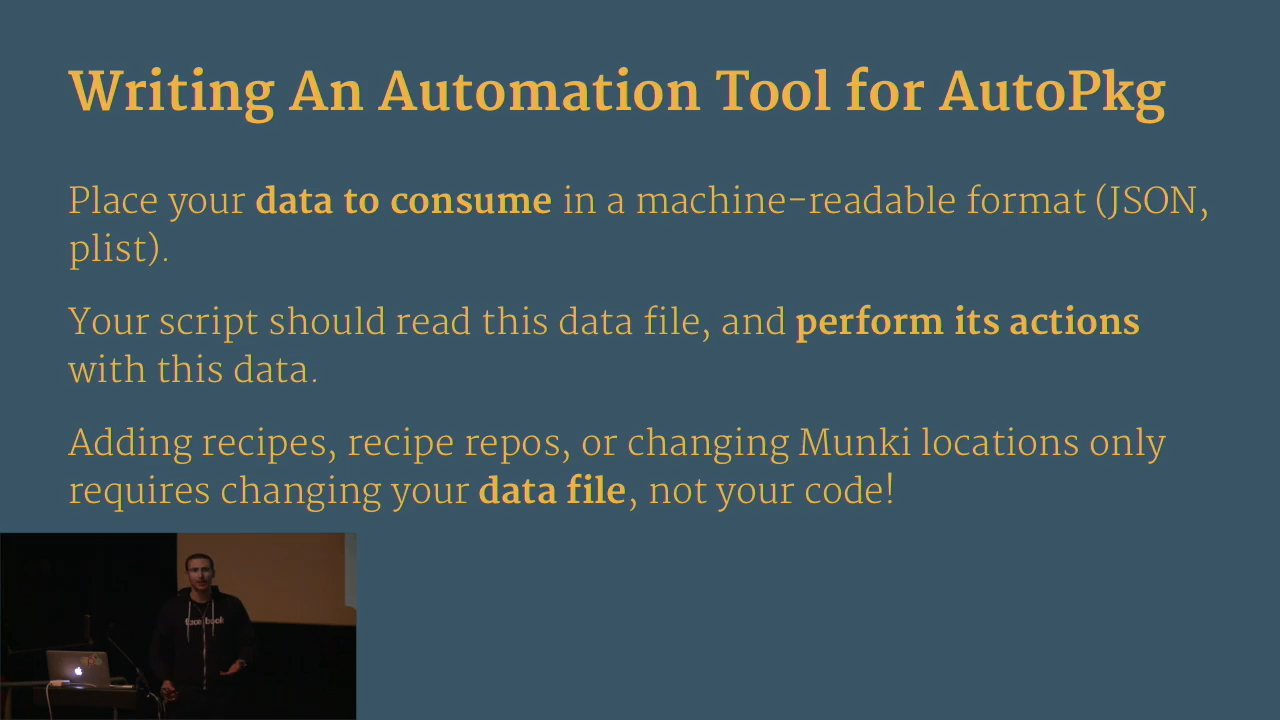 Writing An Automation Tool for AutoPkg
Place your data to consume in a machine-readable format (JSON,
plist).
Your script should read this data file, and perform its actions
with this data.
Adding recipes, recipe repos, or changing Munki locations only
requires changing your data file, not your code!
facebook